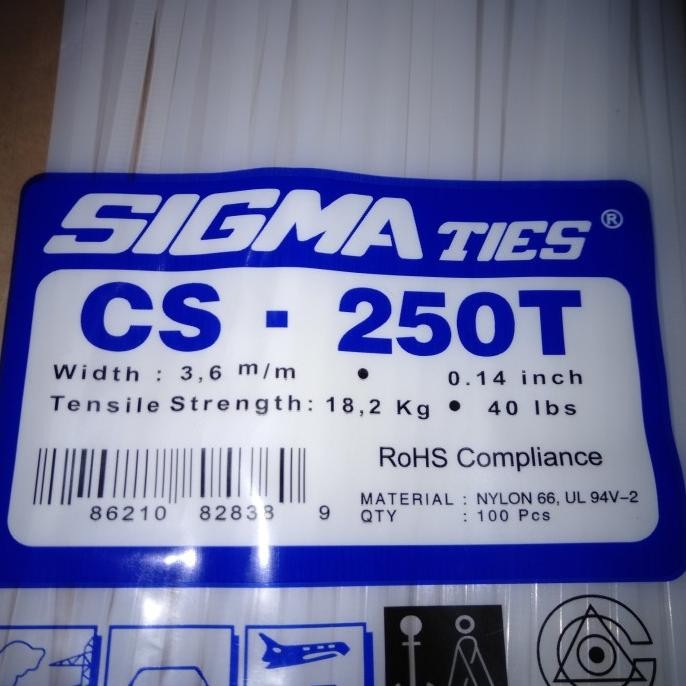 SIGMA TIES ®
CS - 250T
Width : 3,6 m/m • 0.14 inch
Tensile Strength: 18,2 Kg • 40 lbs
RoHS Compliance
MATERIAL : NYLON 66, UL 94V-2
QTY : 100 Pcs
86210 82838 9